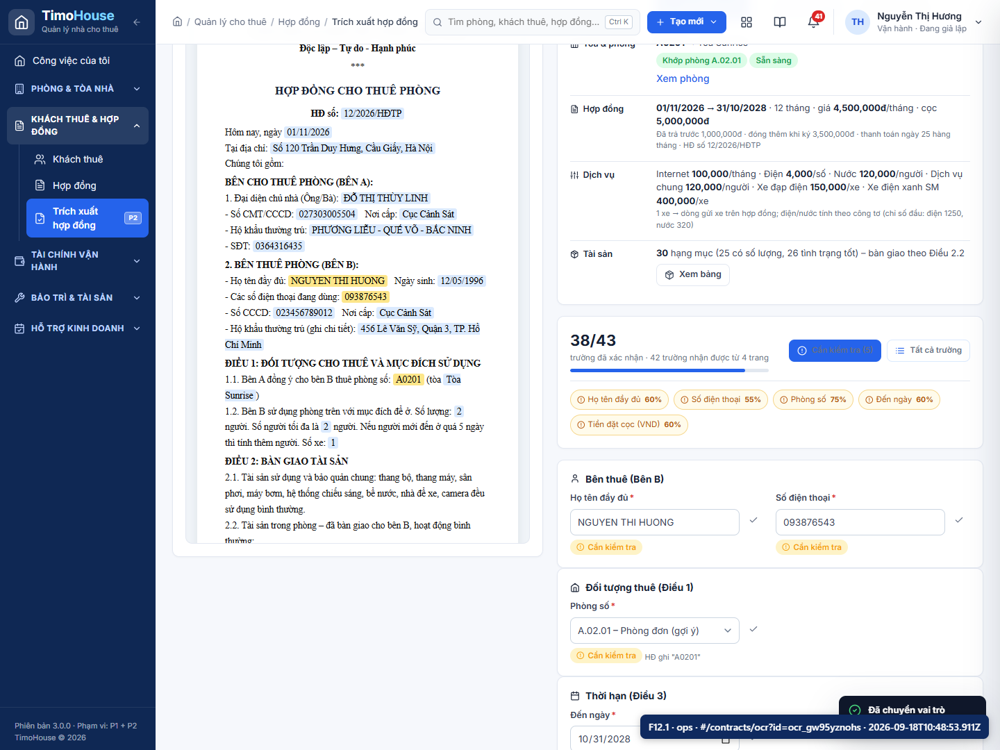 TimoHouse
Quản lý nhà cho thuê
Công việc của tôi
PHÒNG & TÒA NHÀ
KHÁCH THUÊ & HỢP ĐỒNG
Khách thuê
Hợp đồng
Trích xuất hợp đồng P2
TÀI CHÍNH VẬN HÀNH
BẢO TRÌ & TÀI SẢN
HỖ TRỢ KINH DOANH
Phiên bản 3.0.0 · Phạm vi: P1 + P2
TimoHouse © 2026
/ Quản lý cho thuê / Hợp đồng / Trích xuất hợp đồng
Tìm phòng, khách thuê, hợp đồng... Ctrl K
Tạo mới
41
TH
Nguyễn Thị Hương
Vận hành · Đang giả lập
Độc lập – Tự do - Hạnh phúc
***
HỢP ĐỒNG CHO THUÊ PHÒNG
HĐ số: 12/2026/HĐTP
Hôm nay, ngày 01/11/2026
Tại địa chỉ: Số 120 Trần Duy Hưng, Cầu Giấy, Hà Nội
Chúng tôi gồm:
BÊN CHO THUÊ PHÒNG (BÊN A):
1. Đại diện chủ nhà (Ông/Bà): ĐỖ THỊ THÙY LINH
- Số CMT/CCCD: 027303005504 Nơi cấp: Cục Cảnh Sát
- Hộ khẩu thường trú: PHƯƠNG LIỄU - QUẾ VÕ - BẮC NINH
- SĐT: 0364316435
2. BÊN THUÊ PHÒNG (BÊN B):
- Họ tên đầy đủ: NGUYEN THI HUONG Ngày sinh: 12/05/1996
- Các số điện thoại đang dùng: 093876543
- Số CCCD: 023456789012 Nơi cấp: Cục Cảnh Sát
- Hộ khẩu thường trú (ghi chi tiết): 456 Lê Văn Sỹ, Quận 3, TP. Hồ
Chí Minh
ĐIỀU 1: ĐỐI TƯỢNG CHO THUÊ VÀ MỤC ĐÍCH SỬ DỤNG
1.1. Bên A đồng ý cho bên B thuê phòng số: A0201 (tòa Tòa
Sunrise )
1.2. Bên B sử dụng phòng trên với mục đích để ở. Số lượng: 2
người. Số người tối đa là 2 người. Nếu người mới đến ở quá 5 ngày
thì tính thêm người. Số xe: 1
ĐIỀU 2: BÀN GIAO TÀI SẢN
2.1. Tài sản sử dụng và bảo quản chung: thang bộ, thang máy, sân
phơi, máy bơm, hệ thống chiếu sáng, bể nước, nhà để xe, camera đều
sử dụng bình thường.
2.2. Tài sản trong phòng – đã bàn giao cho bên B, hoạt động bình
thường:
Tòa & phòng
A0201 · Tòa Sunrise
Khớp phòng A.02.01 Sẵn sàng
Xem phòng
Hợp đồng
01/11/2026 → 31/10/2028 · 12 tháng · giá 4,500,000đ/tháng · cọc
5,000,000đ
Đã trả trước 1,000,000đ · đóng thêm khi ký 3,500,000đ · thanh toán ngày 25 hàng
tháng · HĐ số 12/2026/HĐTP
Dịch vụ
Internet 100,000/tháng · Điện 4,000/số · Nước 120,000/người · Dịch vụ
chung 120,000/người · Xe đạp điện 150,000/xe · Xe điện xanh SM
400,000/xe
1 xe → dòng gửi xe trên hợp đồng; điện/nước tính theo công tơ (chỉ số đầu: điện 1250,
nước 320)
Tài sản
30 hạng mục (25 có số lượng, 26 tình trạng tốt) – bàn giao theo Điều 2.2
Xem bảng
38/43
trường đã xác nhận · 42 trường nhận được từ 4 trang
Cần kiểm tra (5)
Tất cả trường
Họ tên đầy đủ 60%
Số điện thoại 55%
Phòng số 75%
Đến ngày 60%
Tiền đặt cọc (VND) 60%
Bên thuê (Bên B)
Họ tên đầy đủ * Số điện thoại *
NGUYEN THI HUONG 093876543
Cần kiểm tra Cần kiểm tra
Đối tượng thuê (Điều 1)
Phòng số *
A.02.01 – Phòng đơn (gợi ý)
Cần kiểm tra HĐ ghi "A0201"
Thời hạn (Điều 3)
Đến ngày *
10/31/2028
Đã chuyển vai trò
F12.1 · ops · #/contracts/ocr?id=ocr_gw95yznohs · 2026-09-18T10:48:53.911Z